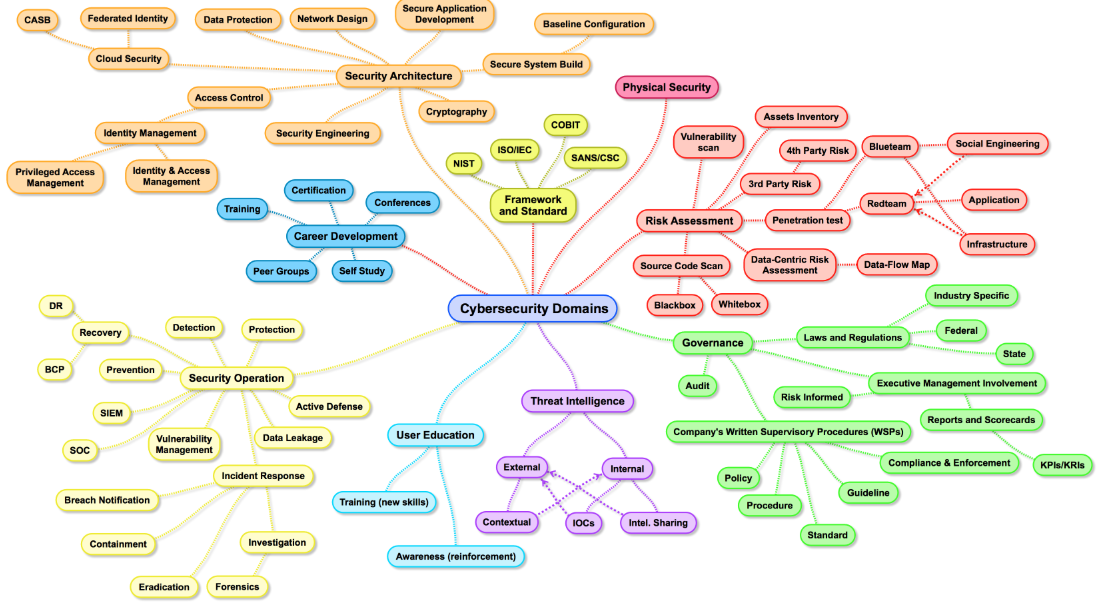 CASB
Federated Identity
Cloud Security
Data Protection
Network Design
Secure Application
Development
Baseline Configuration
Secure System Build
Security Architecture
Access Control
Cryptography
Security Engineering
Identity Management
Privileged Access
Management
Identity & Access
Management
Physical Security
COBIT
ISO/IEC
NIST
SANS/CSC
Framework
and Standard
Certification
Training
Conferences
Career Development
Peer Groups
Self Study
Assets Inventory
Vulnerability
scan
4th Party Risk
3rd Party Risk
Blueteam
Social Engineering
Risk Assessment
Penetration test
Redteam
Application
Infrastructure
Source Code Scan
Data-Centric Risk
Assessment
Data-Flow Map
Blackbox
Whitebox
Cybersecurity Domains
Industry Specific
Governance
Laws and Regulations
Federal
State
Audit
Executive Management Involvement
Risk Informed
Reports and Scorecards
KPIs/KRIs
Company's Written Supervisory Procedures (WSPs)
Compliance & Enforcement
Policy
Procedure
Guideline
Standard
Threat Intelligence
External
Internal
Contextual
IOCs
Intel. Sharing
User Education
Training (new skills)
Awareness (reinforcement)
DR
Recovery
BCP
Detection
Protection
Prevention
Security Operation
SIEM
Active Defense
SOC
Vulnerability
Management
Data Leakage
Incident Response
Breach Notification
Containment
Investigation
Eradication
Forensics